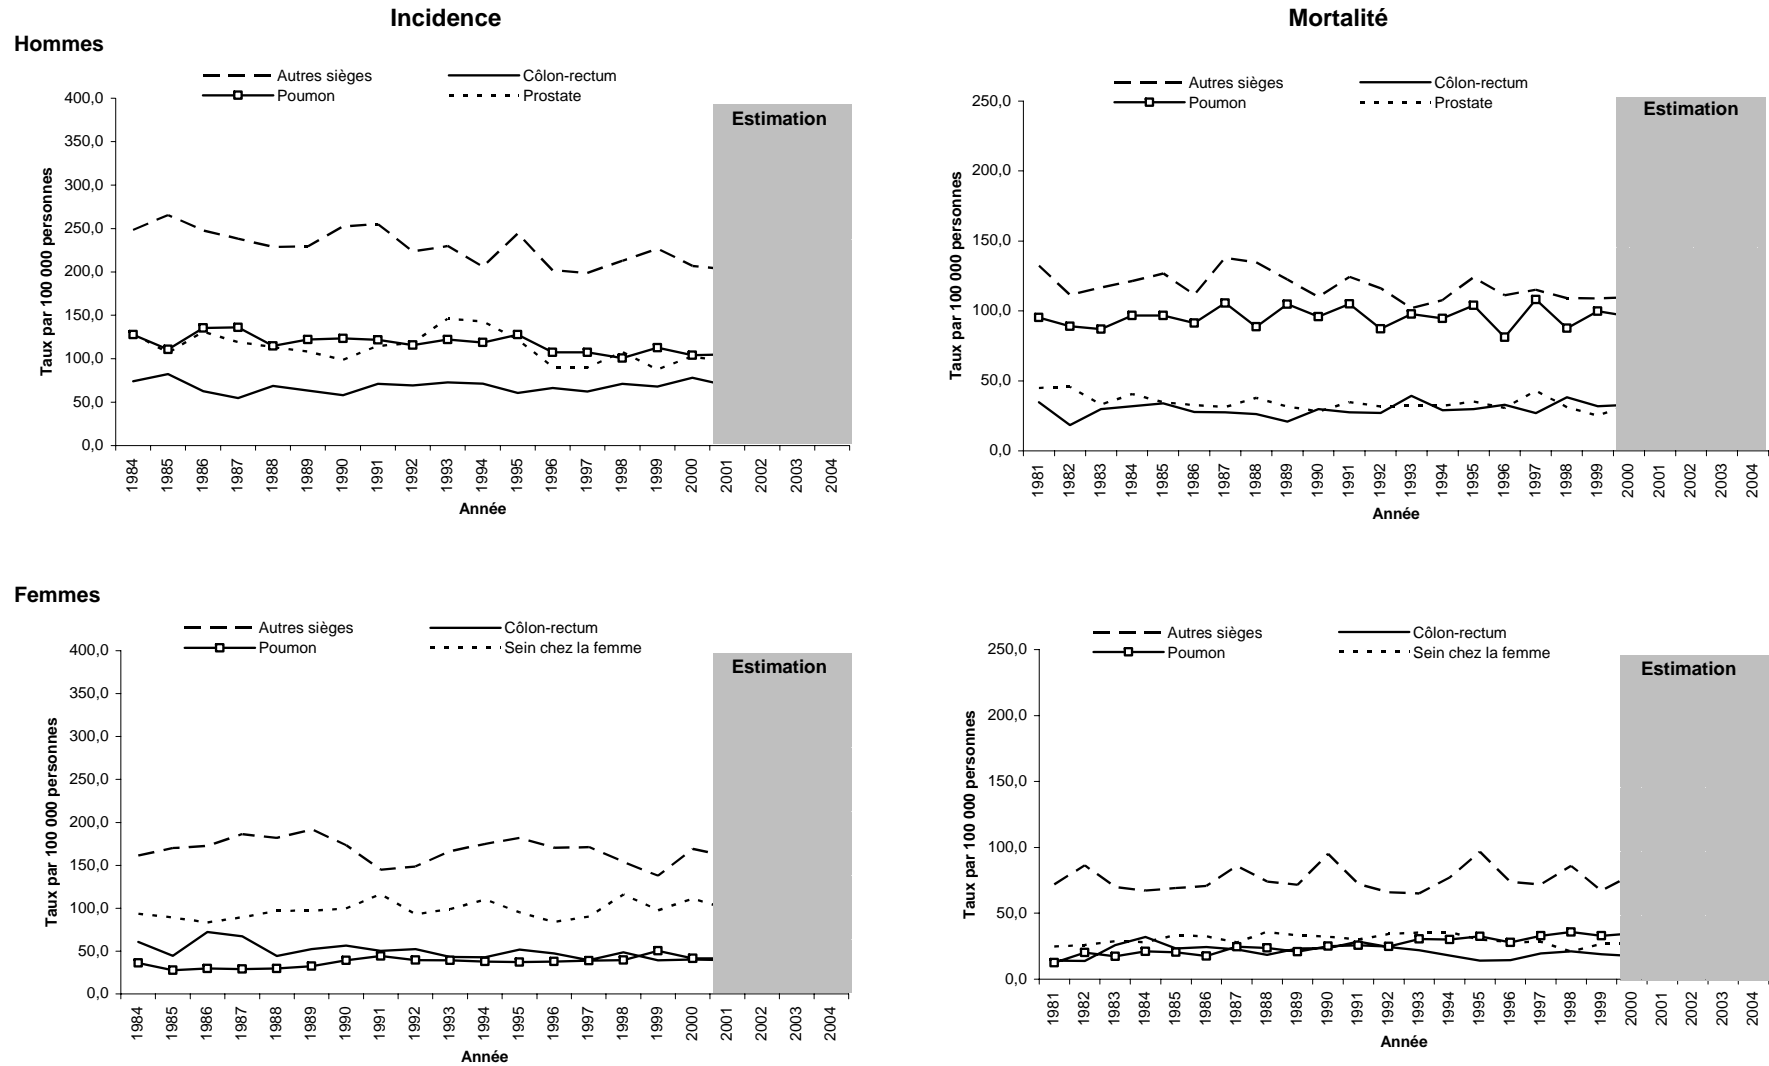 Incidence
Mortalité
Hommes
Autres sièges
Côlon-rectum
Poumon
Prostate
400,0
350,0
300,0
250,0
200,0
150,0
100,0
50,0
0,0
Taux par 100 000 personnes
Estimation
1984 1985 1986 1987 1988 1989 1990 1991 1992 1993 1994 1995 1996 1997 1998 1999 2000 2001 2002 2003 2004
Année
Autres sièges
Côlon-rectum
Poumon
Prostate
250,0
200,0
150,0
100,0
50,0
0,0
Taux par 100 000 personnes
Estimation
1981 1982 1983 1984 1985 1986 1987 1988 1989 1990 1991 1992 1993 1994 1995 1996 1997 1998 1999 2000 2001 2002 2003 2004
Année
Femmes
Autres sièges
Côlon-rectum
Poumon
Sein chez la femme
400,0
350,0
300,0
250,0
200,0
150,0
100,0
50,0
0,0
Taux par 100 000 personnes
Estimation
1984 1985 1986 1987 1988 1989 1990 1991 1992 1993 1994 1995 1996 1997 1998 1999 2000 2001 2002 2003 2004
Année
Autres sièges
Côlon-rectum
Poumon
Sein chez la femme
250,0
200,0
150,0
100,0
50,0
0,0
Taux par 100 000 personnes
Estimation
1981 1982 1983 1984 1985 1986 1987 1988 1989 1990 1991 1992 1993 1994 1995 1996 1997 1998 1999 2000 2001 2002 2003 2004
Année